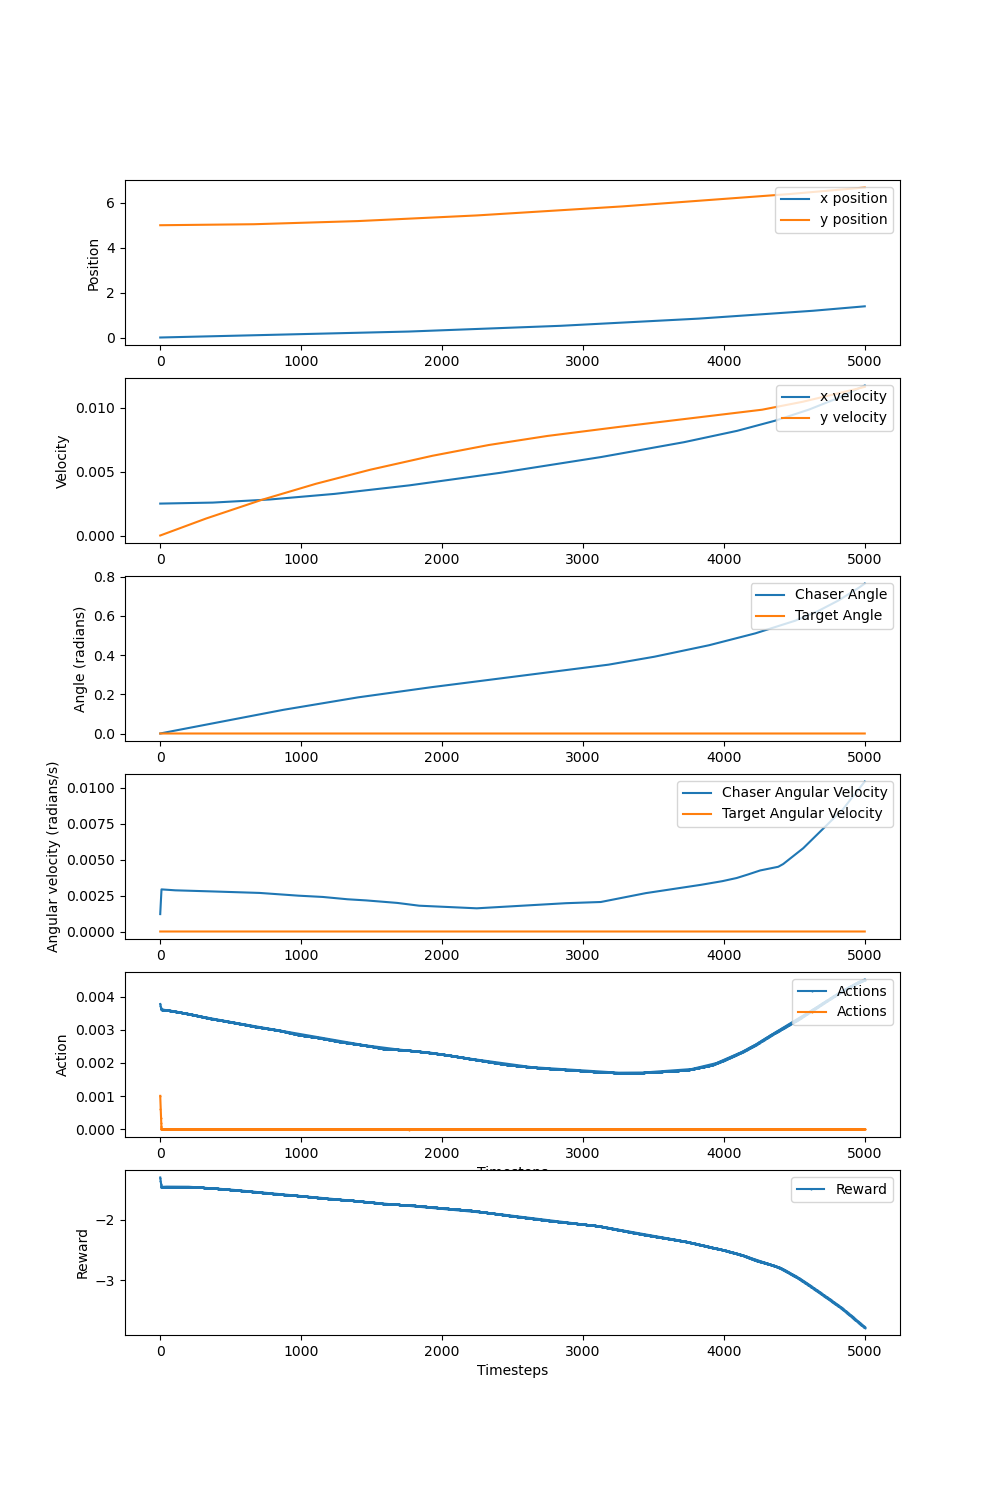 Position
6
4
2
0
x position
y position
0 1000 2000 3000 4000 5000
Velocity
0.010
0.005
0.000
x velocity
y velocity
0 1000 2000 3000 4000 5000
Angle (radians)
0.8
0.6
0.4
0.2
0.0
Chaser Angle
Target Angle
0 1000 2000 3000 4000 5000
Angular velocity (radians/s)
0.0100
0.0075
0.0050
0.0025
0.0000
Chaser Angular Velocity
Target Angular Velocity
0 1000 2000 3000 4000 5000
Action
0.004
0.003
0.002
0.001
0.000
Actions
Actions
0 1000 2000 3000 4000 5000
Timesteps
Reward
−2
−3
Reward
0 1000 2000 3000 4000 5000
Timesteps